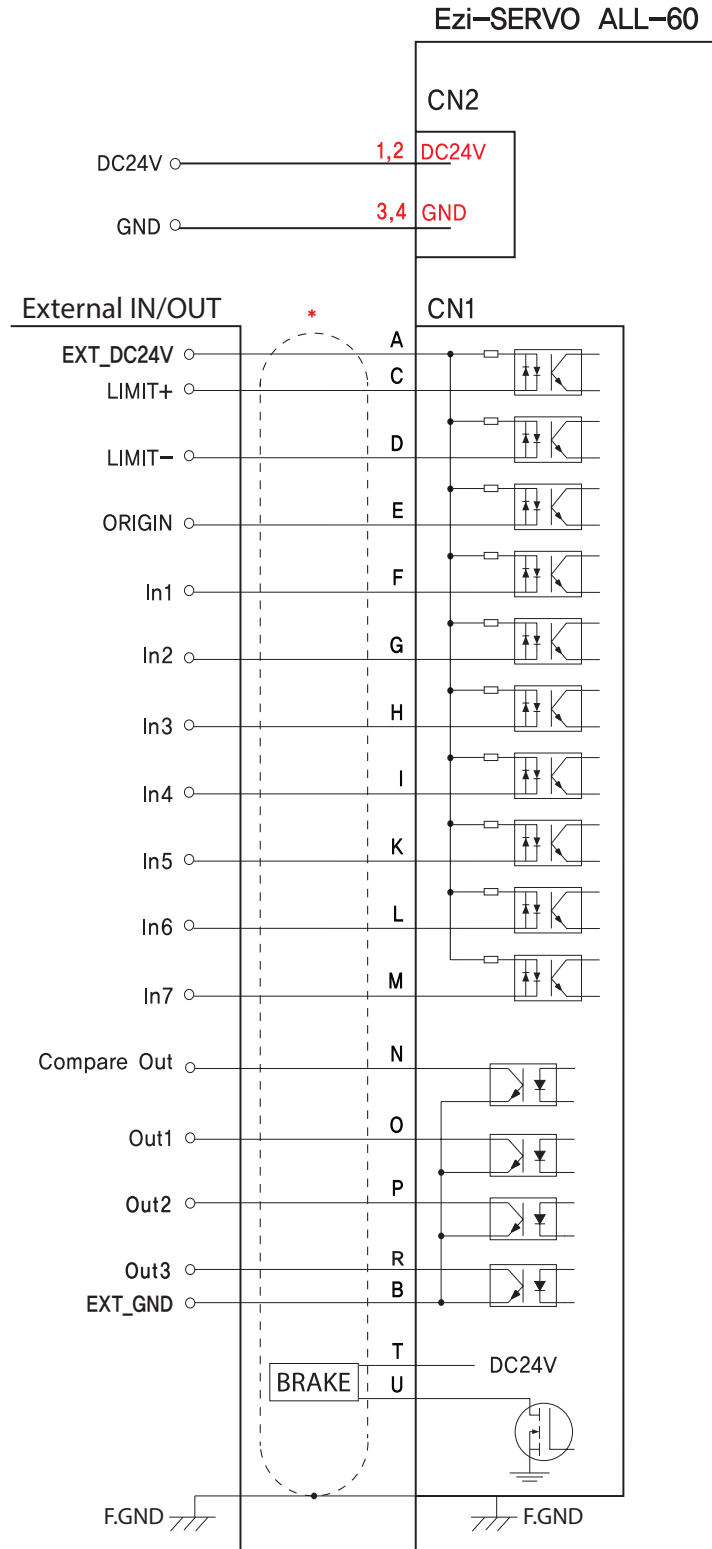 Ezi-SERVO ALL-60
CN2
DC24V 1,2 DC24V
GND 3,4 GND
External IN/OUT * CN1
EXT_DC24V A
LIMIT+ C
LIMIT- D
ORIGIN E
In1 F
In2 G
In3 H
In4 I
In5 K
In6 L
In7 M
Compare Out N
Out1 O
Out2 P
Out3 R
EXT_GND B
T DC24V
BRAKE U
F.GND F.GND